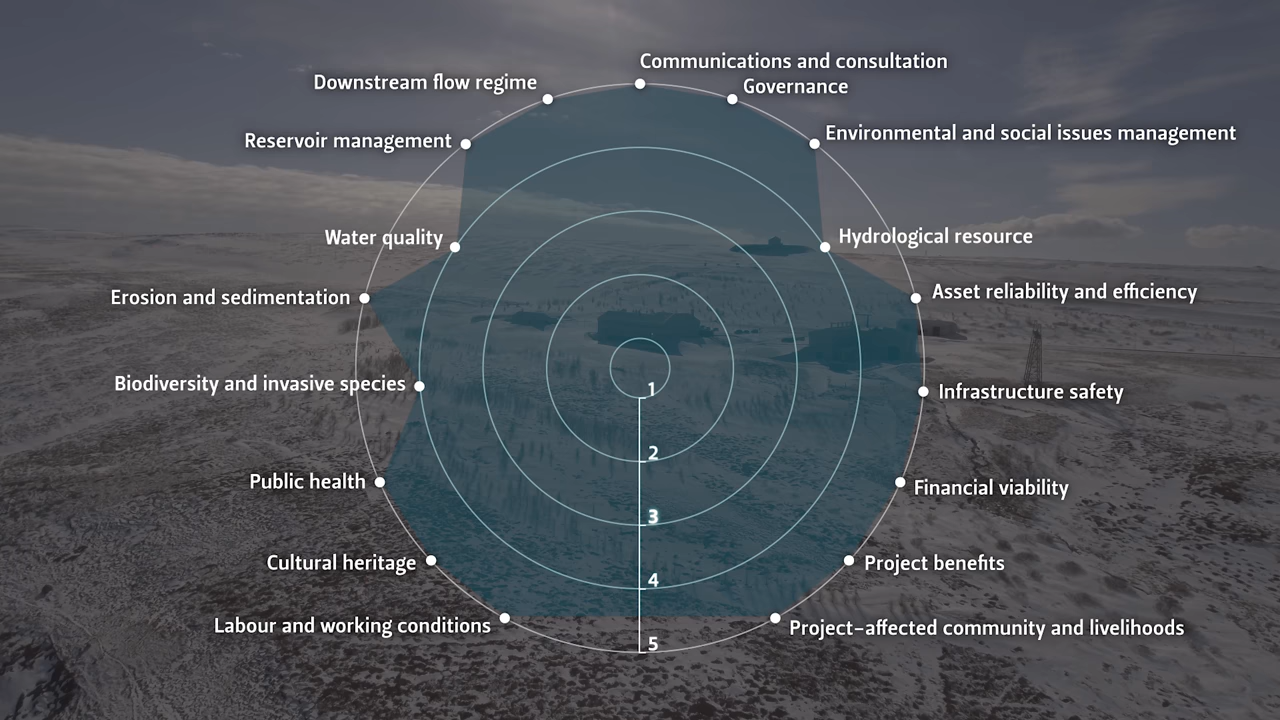 Communications and consultation
Downstream flow regime
Governance
Environmental and social issues management
Reservoir management
Water quality
Hydrological resource
Erosion and sedimentation
Asset reliability and efficiency
Biodiversity and invasive species
1
Infrastructure safety
2
Public health
Financial viability
3
Cultural heritage
Project benefits
4
Labour and working conditions
Project–affected community and livelihoods
5